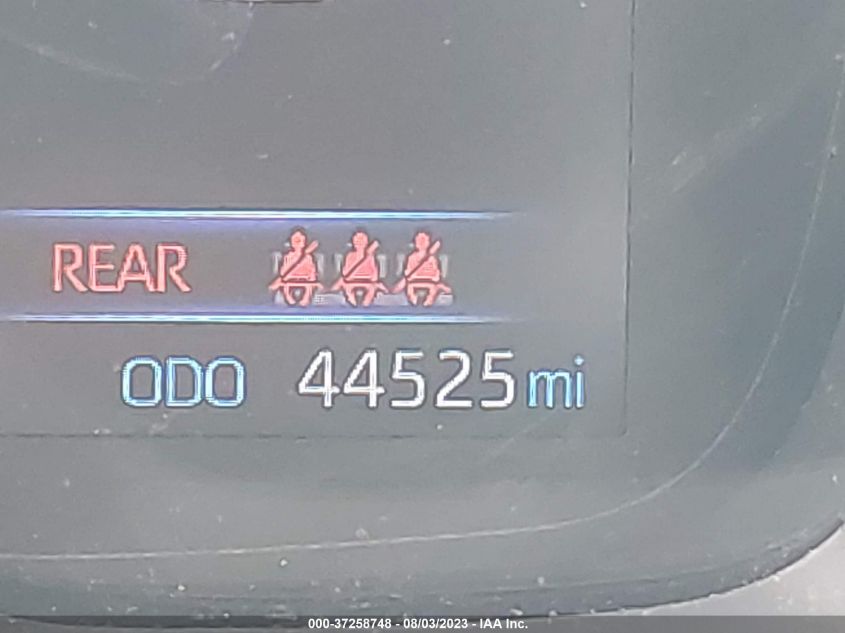 REAR
ODO 44525 mi
000-37258748 - 08/03/2023 - IAA Inc.